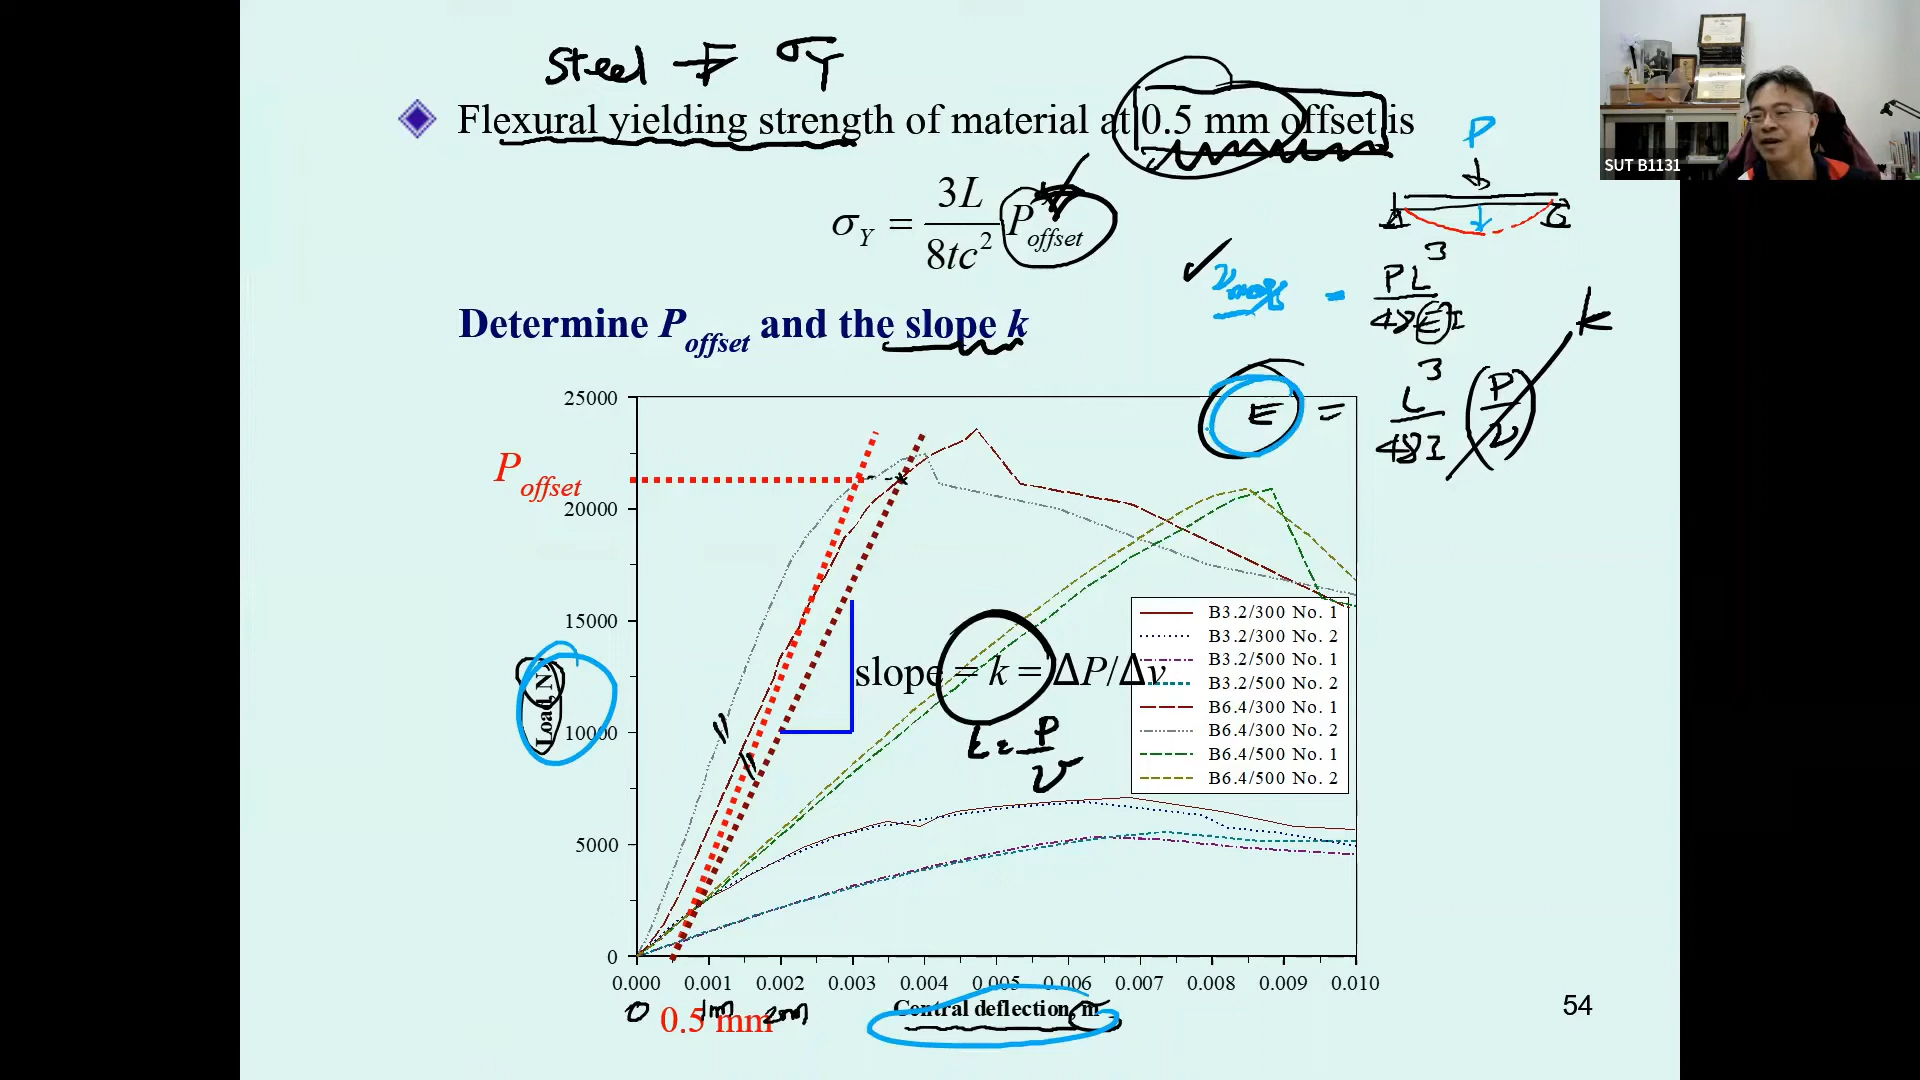 Steel → F σY
Flexural yielding strength of material at 0.5 mm offset is
σY = 3L / 8tc² Poffset
P
SUT B1131
νmax = PL³ / 48EI
k
Determine Poffset and the slope k
E = L³ / 48I (P / ν)
25000
Poffset
20000
15000
10000
5000
0
Load, N
slope = k = ΔP/Δv
k = P / ν
B3.2/300 No. 1
B3.2/300 No. 2
B3.2/500 No. 1
B3.2/500 No. 2
B6.4/300 No. 1
B6.4/300 No. 2
B6.4/500 No. 1
B6.4/500 No. 2
0.000 0.001 0.002 0.003 0.004 0.005 0.006 0.007 0.008 0.009 0.010
0 1m 2m
0.5 mm
Central deflection, m
54